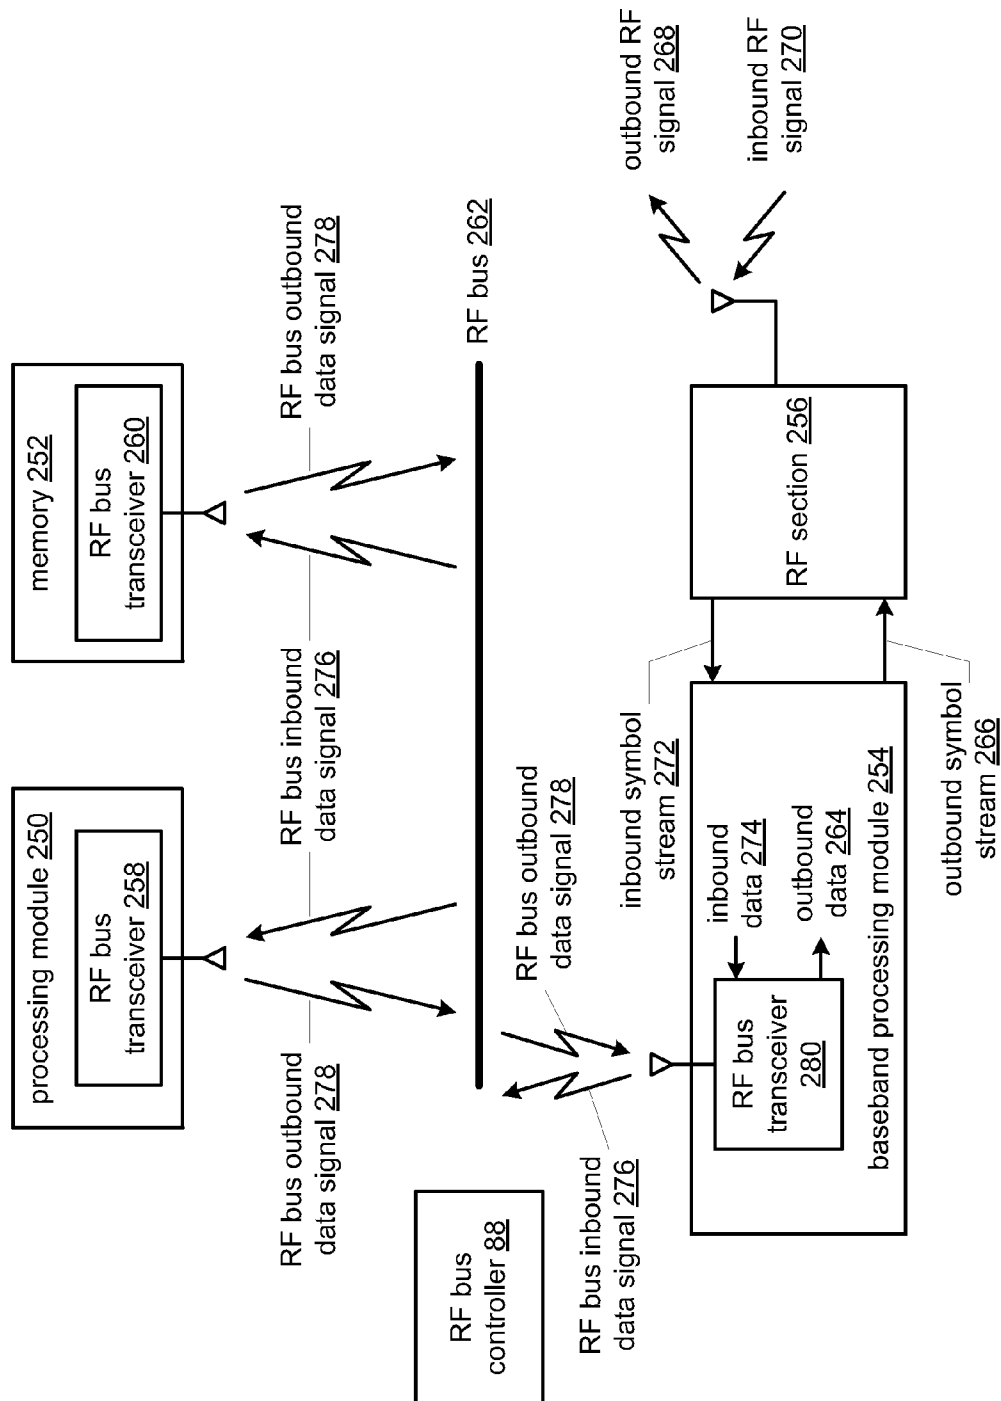 processing module 250
RF bus
transceiver 258
memory 252
RF bus
transceiver 260
RF bus outbound
data signal 278
RF bus inbound
data signal 276
RF bus outbound
data signal 278
RF bus
controller 88
RF bus 262
RF bus inbound
data signal 276
RF bus outbound
data signal 278
inbound symbol
stream 272
outbound RF
signal 268
inbound RF
signal 270
RF bus
transceiver
280
inbound
data 274
outbound
data 264
baseband processing module 254
RF section 256
outbound symbol
stream 266